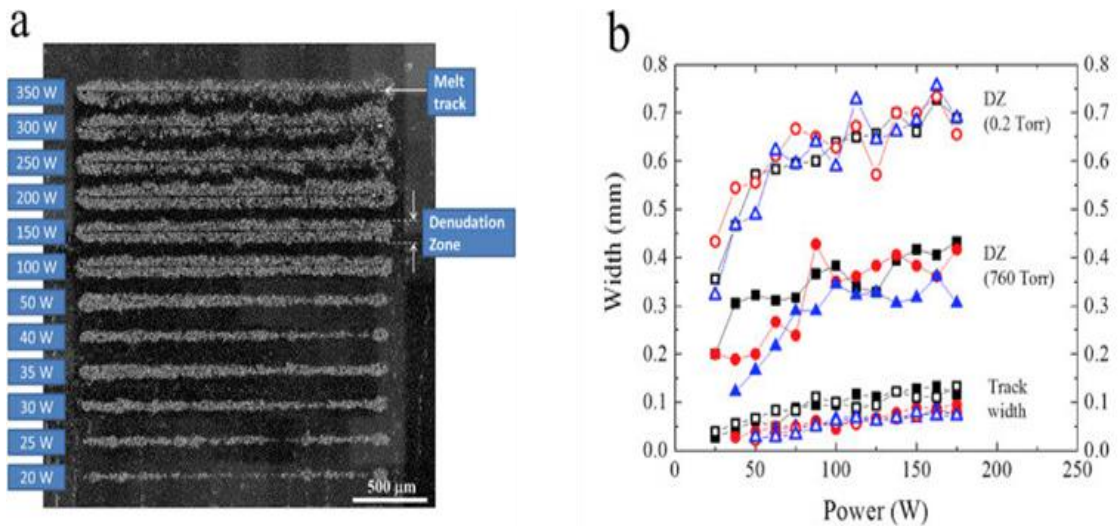 a
350 W
300 W
250 W
200 W
150 W
100 W
50 W
40 W
35 W
30 W
25 W
20 W
Melt
track
Denudation
Zone
500 μm
b
Width (mm)
0.8
0.7
0.6
0.5
0.4
0.3
0.2
0.1
0.0
DZ
(0.2 Torr)
DZ
(760 Torr)
Track
width
0.8
0.7
0.6
0.5
0.4
0.3
0.2
0.1
0.0
0 50 100 150 200 250
Power (W)